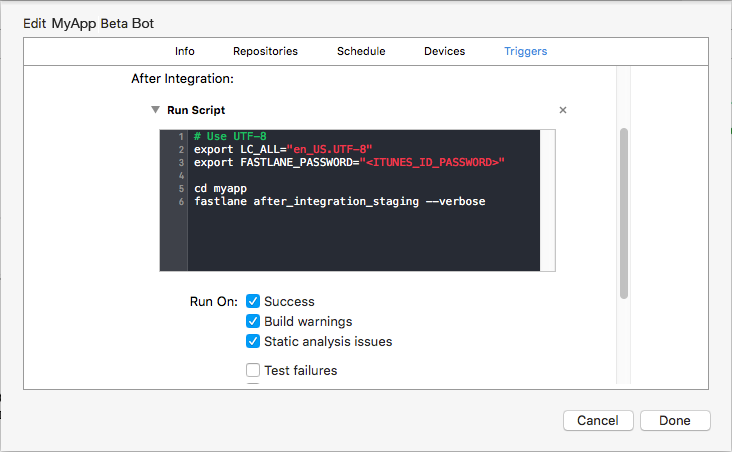 Edit MyApp Beta Bot
Info Repositories Schedule Devices Triggers
After Integration:
▼ Run Script ×
1 # Use UTF-8
2 export LC_ALL="en_US.UTF-8"
3 export FASTLANE_PASSWORD="<ITUNES_ID_PASSWORD>"
4
5 cd myapp
6 fastlane after_integration_staging --verbose
Run On: Success
Build warnings
Static analysis issues
Test failures
Cancel Done